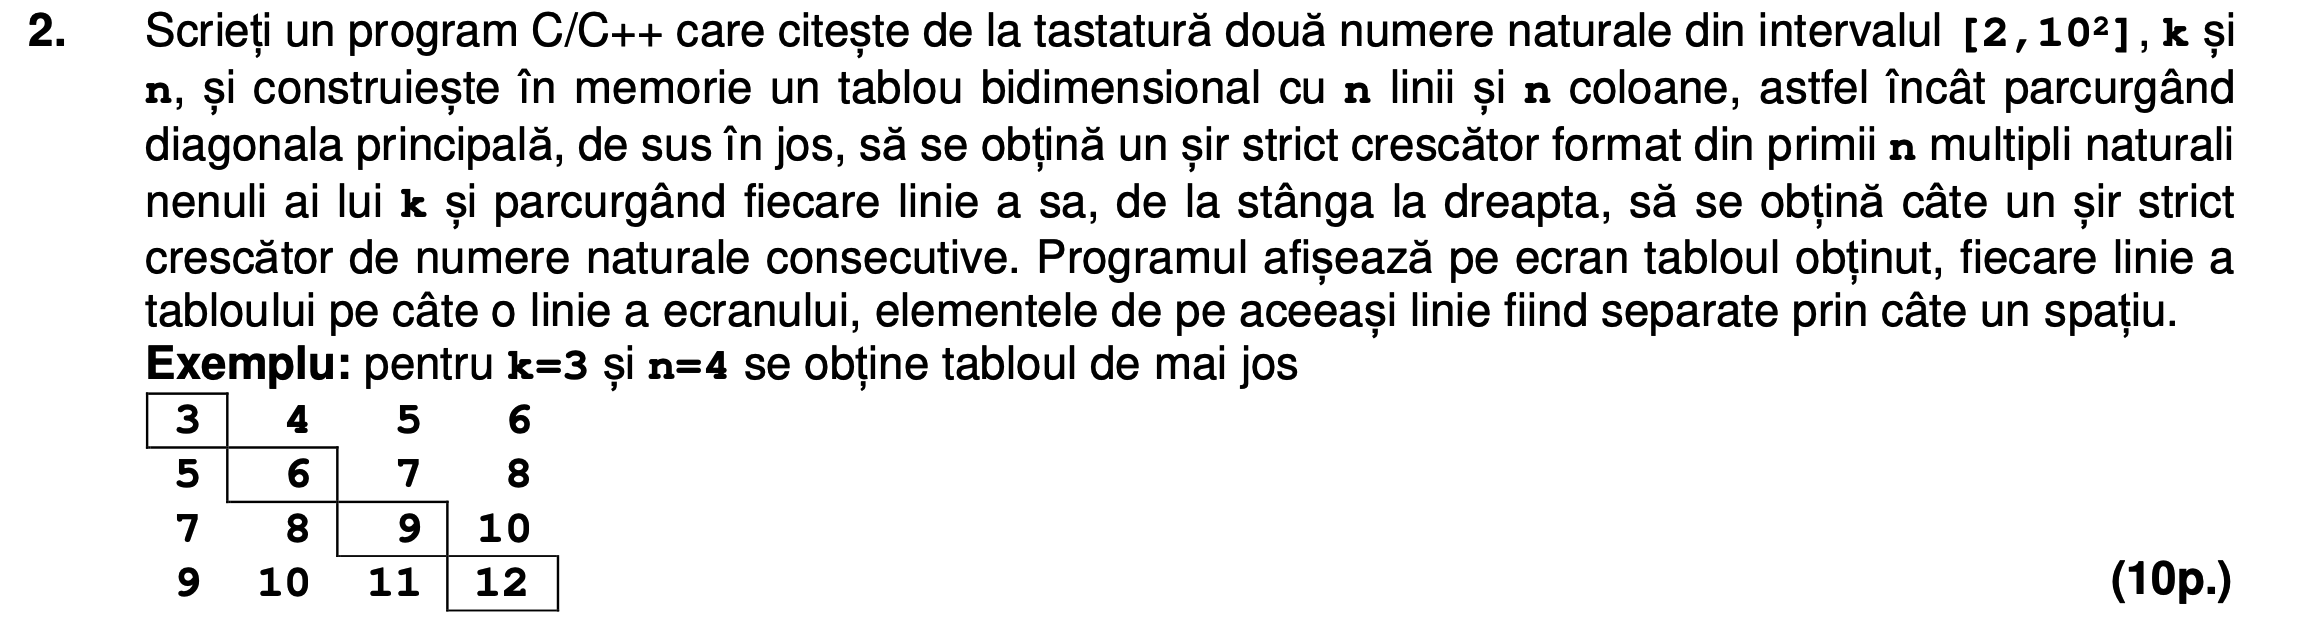 2. Scrieți un program C/C++ care citește de la tastatură două numere naturale din intervalul [2,10²], k și
n, și construiește în memorie un tablou bidimensional cu n linii și n coloane, astfel încât parcurgând
diagonala principală, de sus în jos, să se obțină un șir strict crescător format din primii n multipli naturali
nenuli ai lui k și parcurgând fiecare linie a sa, de la stânga la dreapta, să se obțină câte un șir strict
crescător de numere naturale consecutive. Programul afișează pe ecran tabloul obținut, fiecare linie a
tabloului pe câte o linie a ecranului, elementele de pe aceeași linie fiind separate prin câte un spațiu.
Exemplu: pentru k=3 și n=4 se obține tabloul de mai jos
3 4 5 6
5 6 7 8
7 8 9 10
9 10 11 12 (10p.)